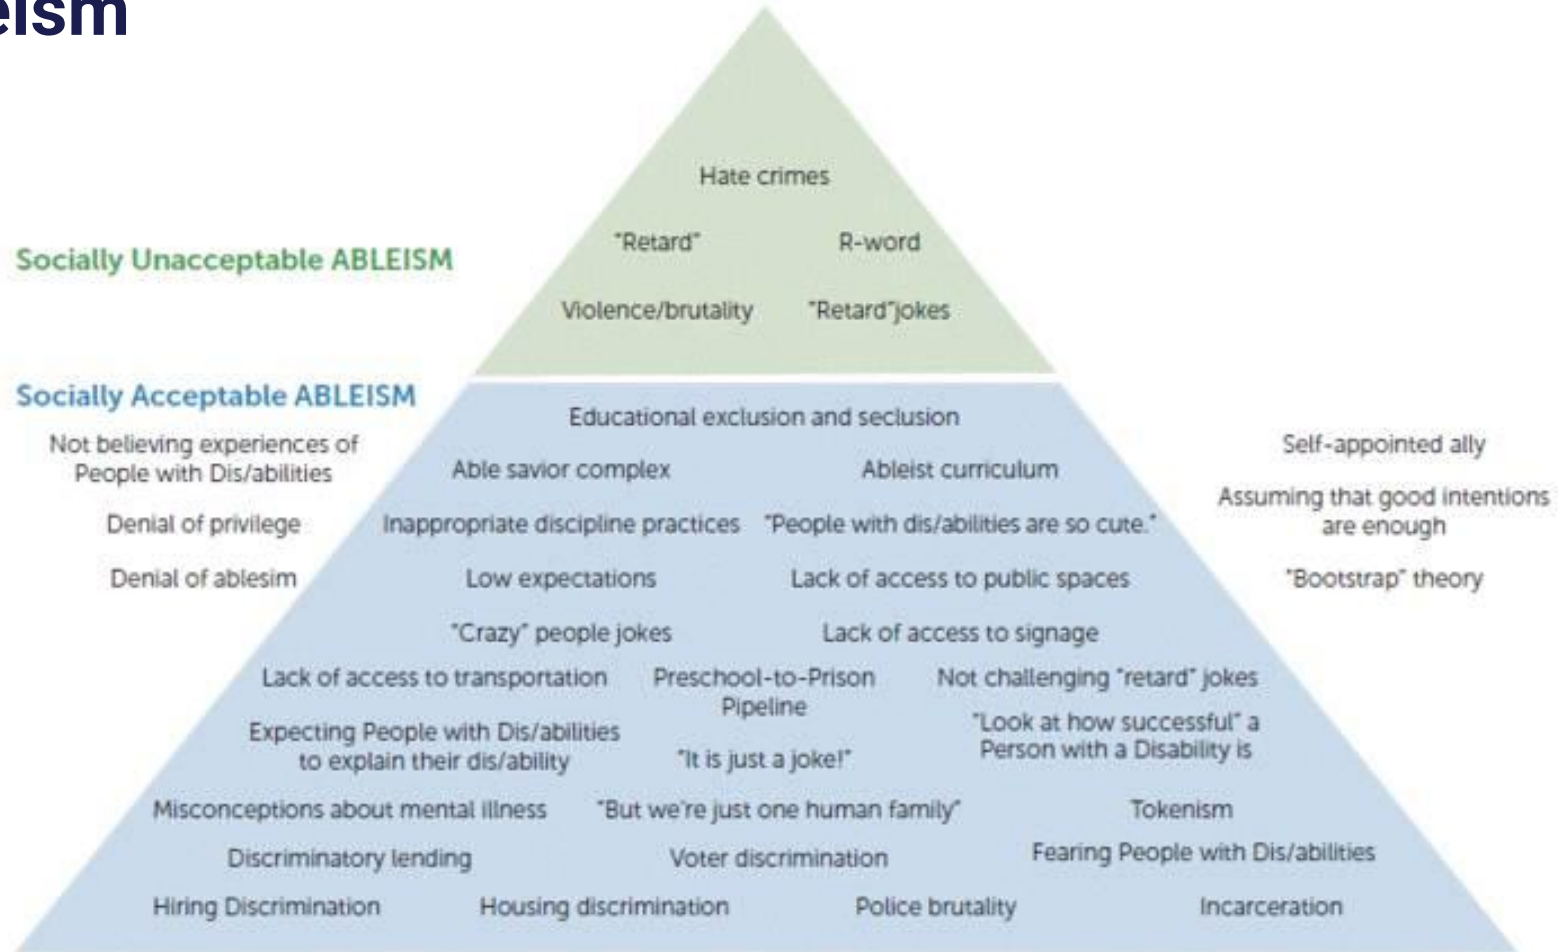 eism
Hate crimes
"Retard" R-word
Socially Unacceptable ABLEISM
Violence/brutality "Retard"jokes
Socially Acceptable ABLEISM
Educational exclusion and seclusion
Not believing experiences of
People with Dis/abilities
Able savior complex Ableist curriculum
Self-appointed ally
Denial of privilege
Inappropriate discipline practices "People with dis/abilities are so cute."
Assuming that good intentions
are enough
Denial of ablesim
Low expectations Lack of access to public spaces
"Bootstrap" theory
"Crazy" people jokes Lack of access to signage
Lack of access to transportation
Preschool-to-Prison
Pipeline
Not challenging "retard" jokes
Expecting People with Dis/abilities
to explain their dis/ability
"It is just a joke!"
"Look at how successful" a
Person with a Disability is
Misconceptions about mental illness "But we're just one human family" Tokenism
Discriminatory lending Voter discrimination Fearing People with Dis/abilities
Hiring Discrimination Housing discrimination Police brutality Incarceration